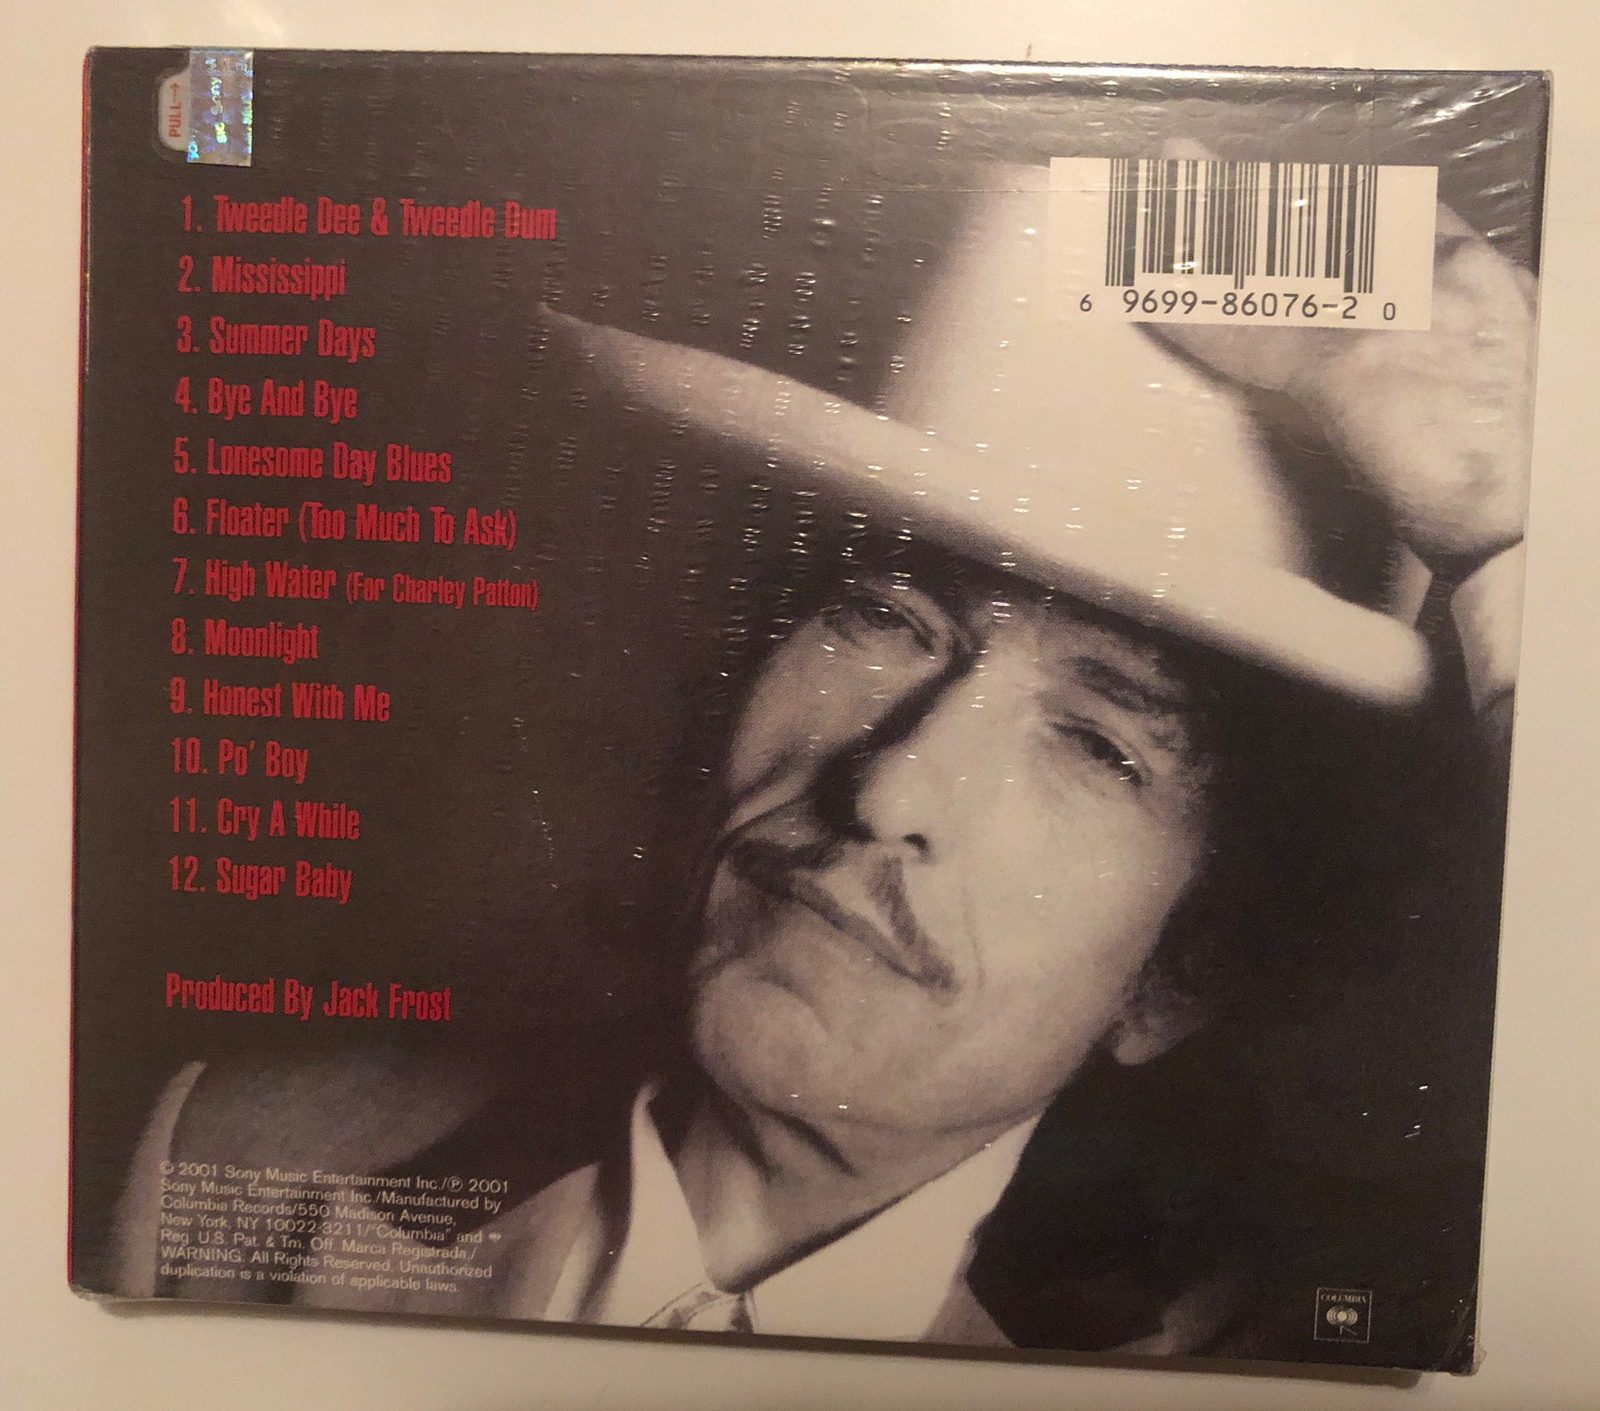 PULL→
1. Tweedle Dee & Tweedle Dum
2. Mississippi
3. Summer Days
4. Bye And Bye
5. Lonesome Day Blues
6. Floater (Too Much To Ask)
7. High Water (For Charley Patton)
8. Moonlight
9. Honest With Me
10. Po' Boy
11. Cry A While
12. Sugar Baby
Produced By Jack Frost
6 9699-86076-2 0
© 2001 Sony Music Entertainment Inc./℗ 2001
Sony Music Entertainment Inc./Manufactured by
Columbia Records/550 Madison Avenue,
New York, NY 10022-3211/"Columbia" and
Reg. U.S. Pat. & Tm. Off. Marca Registrada./
WARNING: All Rights Reserved. Unauthorized
duplication is a violation of applicable laws.
COLUMBIA